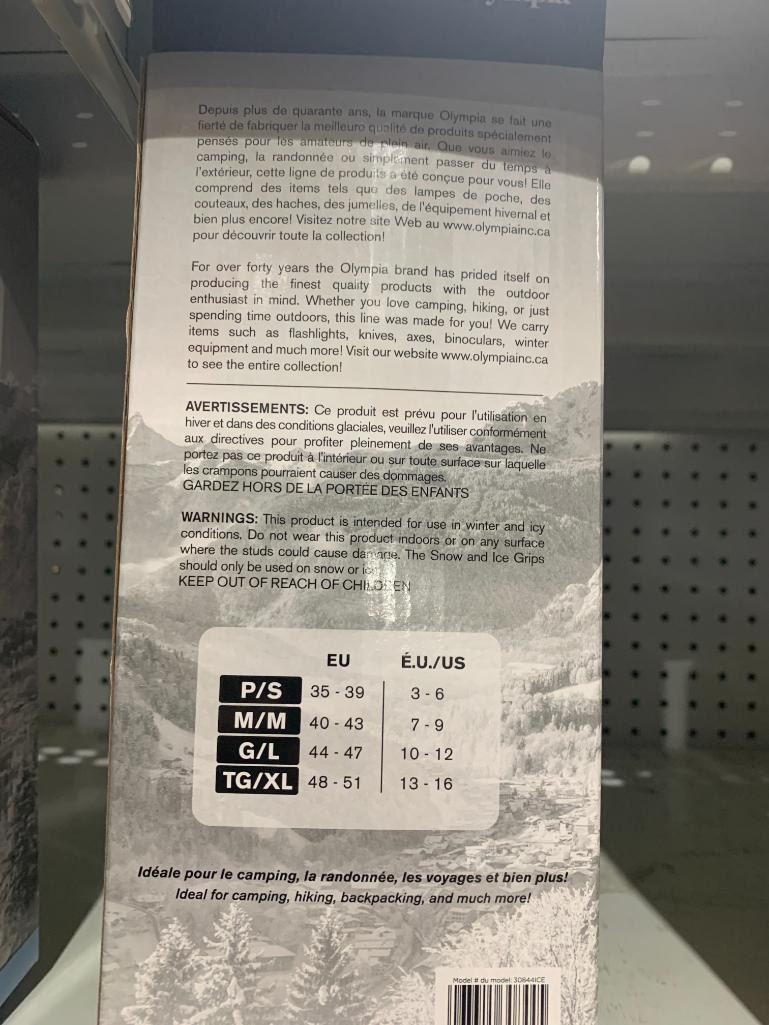 Depuis plus de quarante ans, la marque Olympia se fait une
fierté de fabriquer la meilleure qualité de produits spécialement
pensés pour les amateurs de plein air. Que vous aimiez le
camping, la randonnée ou simplement passer du temps à
l'extérieur, cette ligne de produits a été conçue pour vous! Elle
comprend des items tels que des lampes de poche, des
couteaux, des haches, des jumelles, de l'équipement hivernal et
bien plus encore! Visitez notre site Web au www.olympiainc.ca
pour découvrir toute la collection!
For over forty years the Olympia brand has prided itself on
producing the finest quality products with the outdoor
enthusiast in mind. Whether you love camping, hiking, or just
spending time outdoors, this line was made for you! We carry
items such as flashlights, knives, axes, binoculars, winter
equipment and much more! Visit our website www.olympiainc.ca
to see the entire collection!
AVERTISSEMENTS: Ce produit est prévu pour l'utilisation en
hiver et dans des conditions glaciales, veuillez l'utiliser conformément
aux directives pour profiter pleinement de ses avantages. Ne
portez pas ce produit à l'intérieur ou sur toute surface sur laquelle
les crampons pourraient causer des dommages.
GARDEZ HORS DE LA PORTÉE DES ENFANTS
WARNINGS: This product is intended for use in winter and icy
conditions. Do not wear this product indoors or on any surface
where the studs could cause damage. The Snow and Ice Grips
should only be used on snow or ice.
KEEP OUT OF REACH OF CHILDREN
EU É.U./US
P/S 35 - 39 3 - 6
M/M 40 - 43 7 - 9
G/L 44 - 47 10 - 12
TG/XL 48 - 51 13 - 16
Idéale pour le camping, la randonnée, les voyages et bien plus!
Ideal for camping, hiking, backpacking, and much more!
Model # du model: 30844ICE